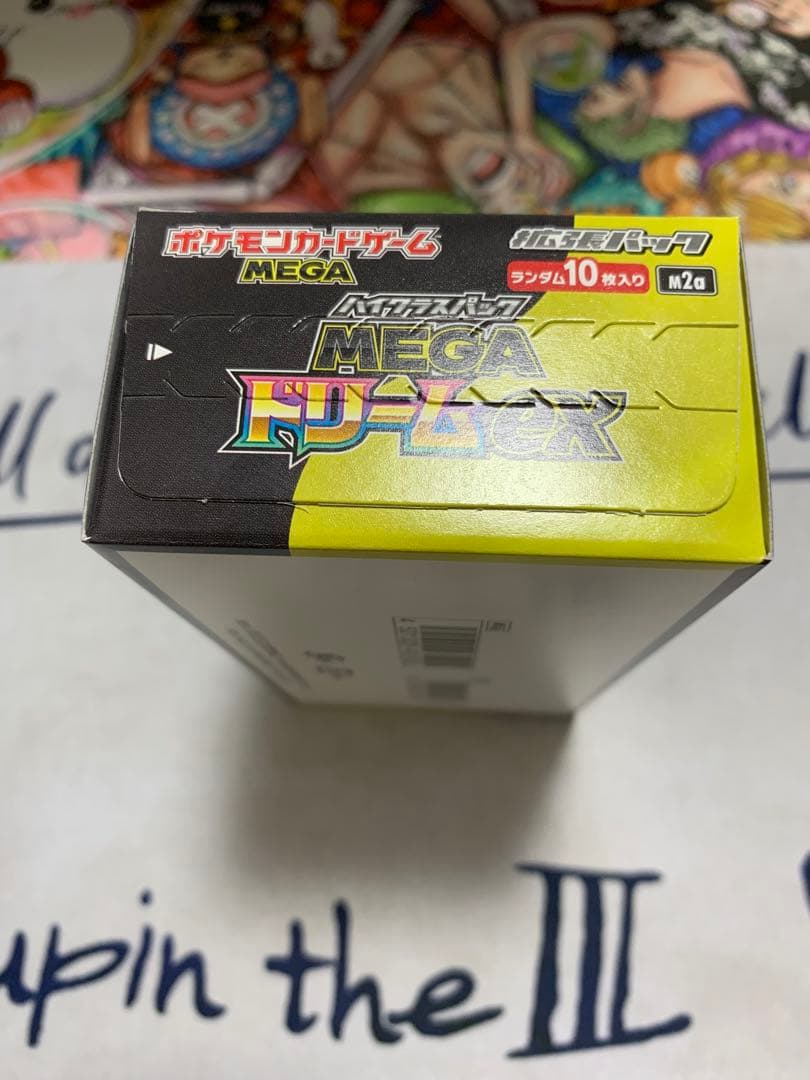 ポケモンカードゲーム
MEGA
拡張パック
ランダム10枚入り M2a
ハイクラスパック
MEGA
ドリームex
upin the III